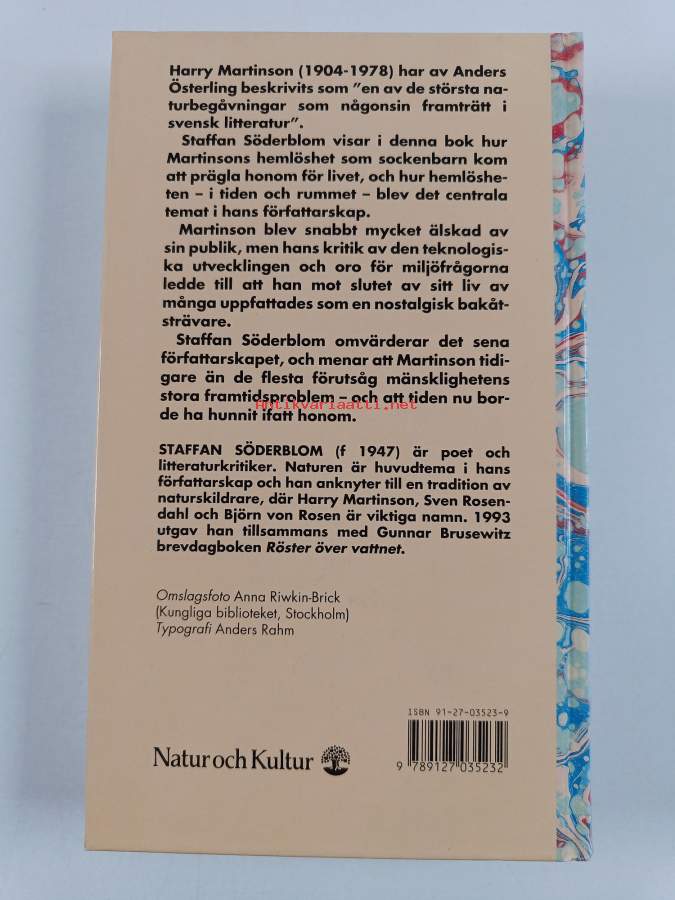 Harry Martinson (1904-1978) har av Anders
Österling beskrivits som ”en av de största na-
turbegåvningar som någonsin framträtt i
svensk litteratur”.
Staffan Söderblom visar i denna bok hur
Martinsons hemlöshet som sockenbarn kom
att prägla honom för livet, och hur hemlöshe-
ten – i tiden och rummet – blev det centrala
temat i hans författarskap.
Martinson blev snabbt mycket älskad av
sin publik, men hans kritik av den teknologis-
ka utvecklingen och oro för miljöfrågorna
ledde till att han mot slutet av sitt liv av
många uppfattades som en nostalgisk bakåt-
strävare.
Staffan Söderblom omvärderar det sena
författarskapet, och menar att Martinson tidi-
gare än de flesta förutsåg mänsklighetens
stora framtidsproblem – och att tiden nu bor-
de ha hunnit ifatt honom.
Antikvariaatti.net
STAFFAN SÖDERBLOM (f 1947) är poet och
litteraturkritiker. Naturen är huvudtema i hans
författarskap och han anknyter till en tradition av
naturskildrare, där Harry Martinson, Sven Rosen-
dahl och Björn von Rosen är viktiga namn. 1993
utgav han tillsammans med Gunnar Brusewitz
brevdagboken Röster över vattnet.
Omslagsfoto Anna Riwkin-Brick
(Kungliga biblioteket, Stockholm)
Typografi Anders Rahm
ISBN 91-27-03523-9
Natur och Kultur
9 789127 035232